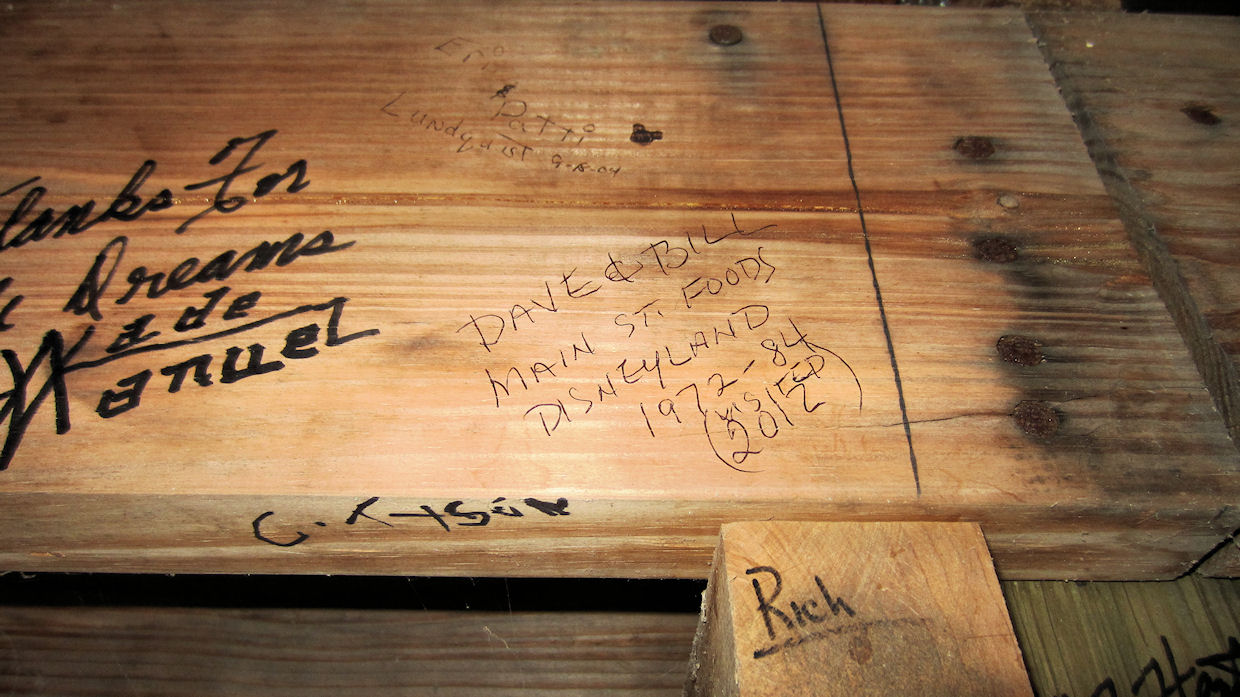 Eric
&
Patti
Lundquist 9-18-04
Thanks For
Dreams
Wade
Manuel
DAVE & BILL
MAIN ST. FOODS
DISNEYLAND
1972-84
(VISITED
2012)
Rich